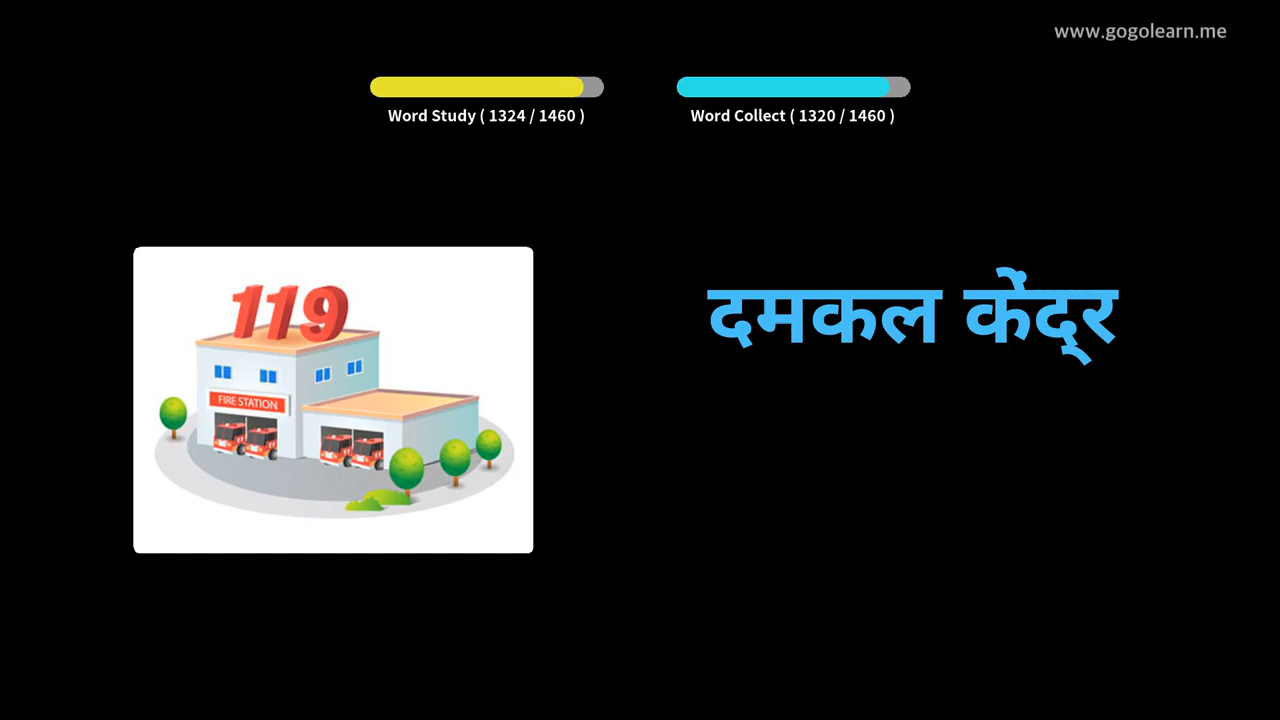 www.gogolearn.me
Word Study ( 1324 / 1460 )
Word Collect ( 1320 / 1460 )
119
FIRE STATION
दमकल केंद्र